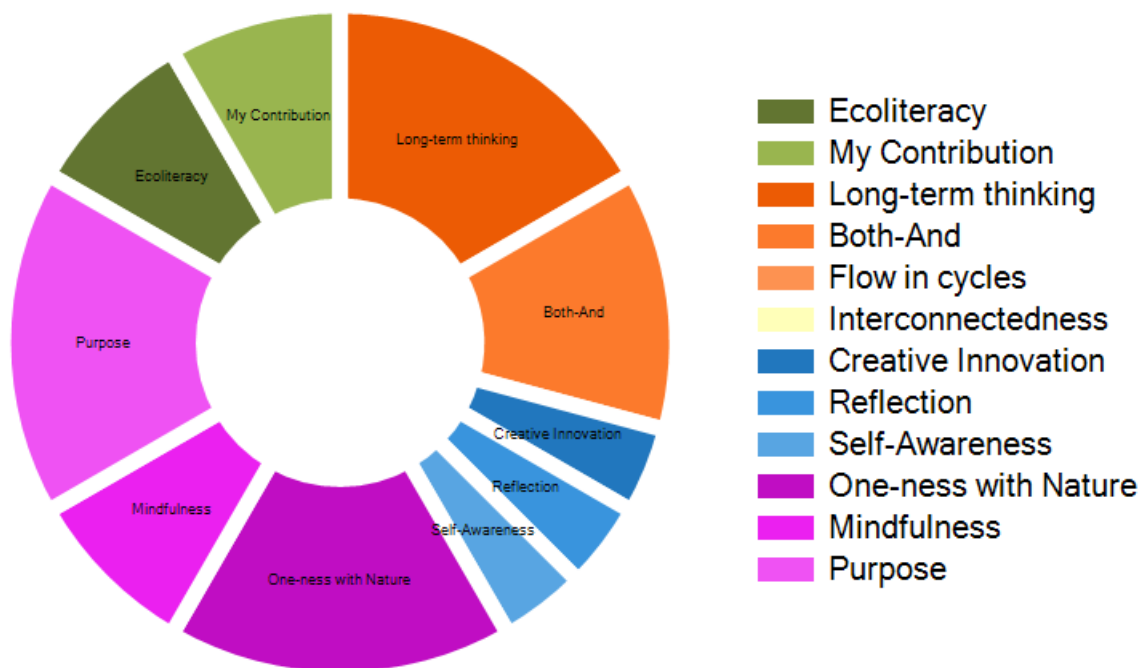 My Contribution
Long-term thinking
Ecoliteracy
Both-And
Purpose
Creative Innovation
Reflection
Mindfulness
Self-Awareness
One-ness with Nature
Ecoliteracy
My Contribution
Long-term thinking
Both-And
Flow in cycles
Interconnectedness
Creative Innovation
Reflection
Self-Awareness
One-ness with Nature
Mindfulness
Purpose